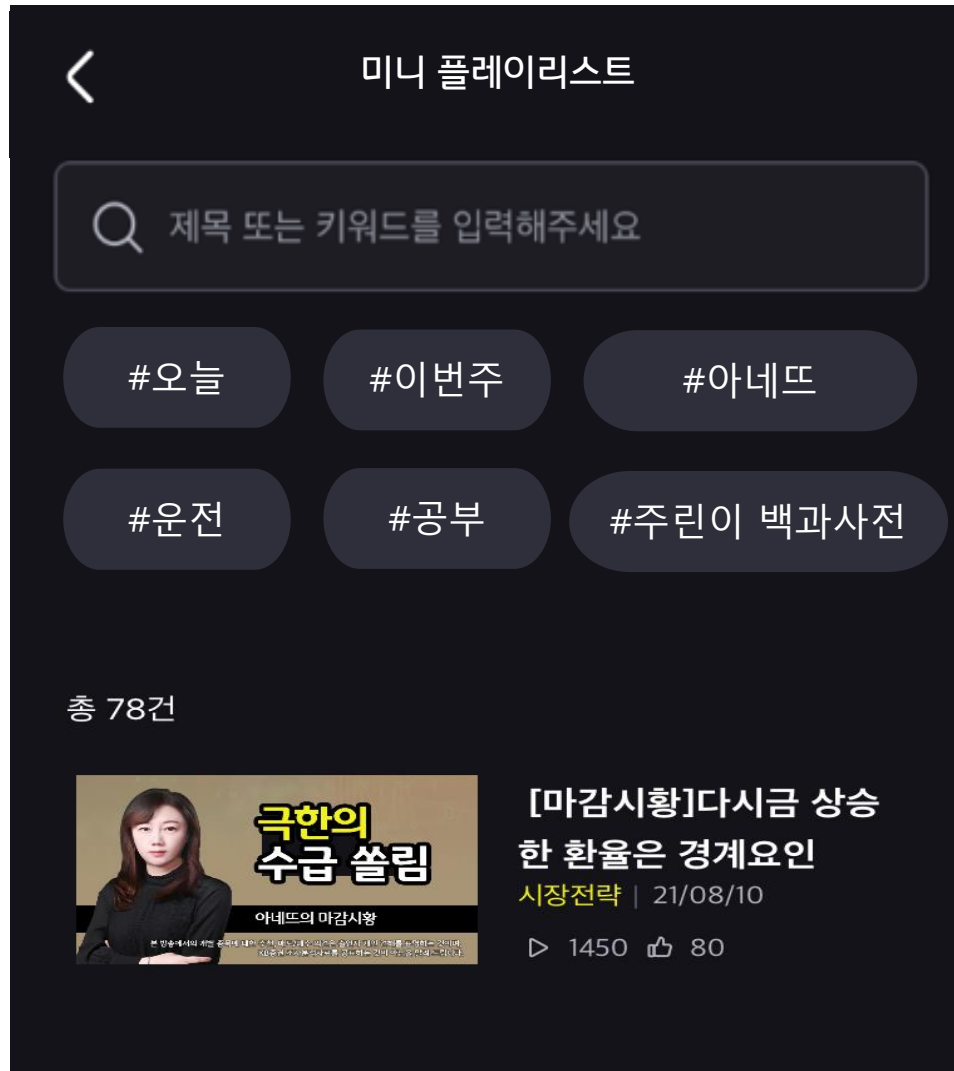 미니 플레이리스트
제목 또는 키워드를 입력해주세요
#오늘 #이번주 #아네뜨
#운전 #공부 #주린이 백과사전
총 78건
극한의
수급 쏠림
아네뜨의 마감시황
[마감시황]다시금 상승
한 환율은 경계요인
시장전략 | 21/08/10
1450 80